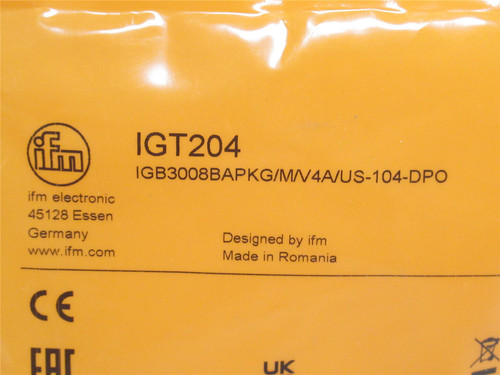 ifm
IGT204
IGB3008BAPKG/M/V4A/US-104-DPO
ifm electronic
45128 Essen
Germany
www.ifm.com
Designed by ifm
Made in Romania
CE
EAC
UK